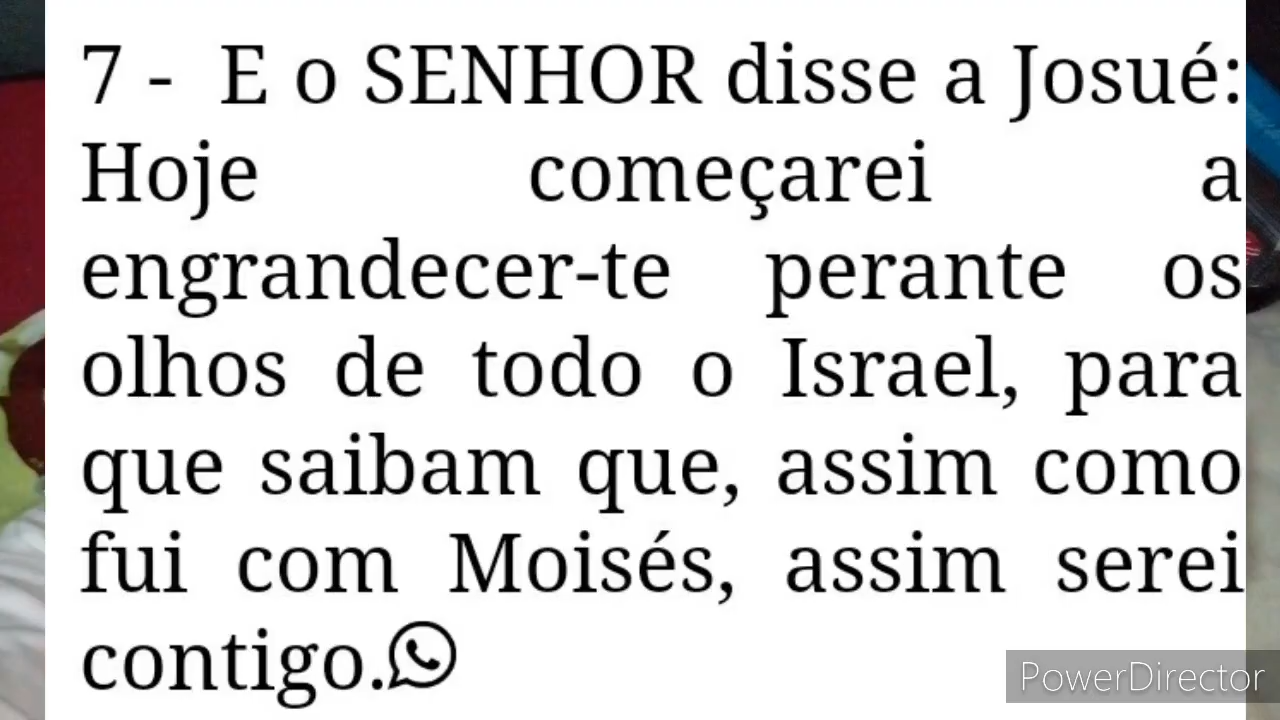 7 - E o SENHOR disse a Josué:
Hoje começarei a
engrandecer-te perante os
olhos de todo o Israel, para
que saibam que, assim como
fui com Moisés, assim serei
contigo.
PowerDirector